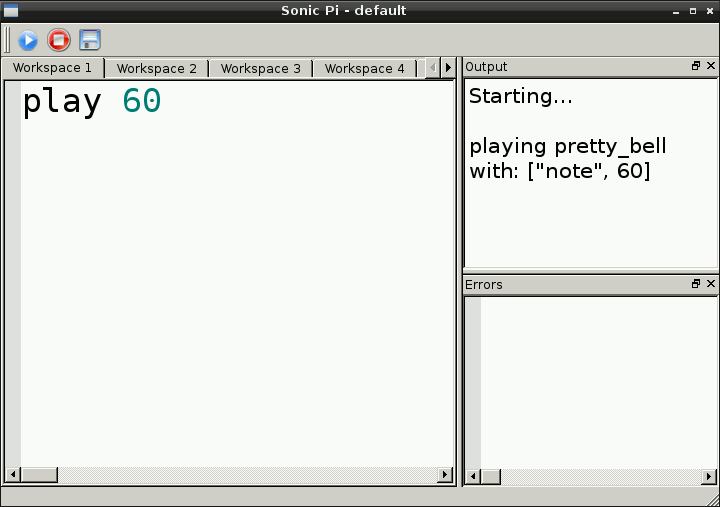 Sonic Pi - default
Workspace 1 Workspace 2 Workspace 3 Workspace 4
play 60
Output
Starting...
playing pretty_bell
with: ["note", 60]
Errors